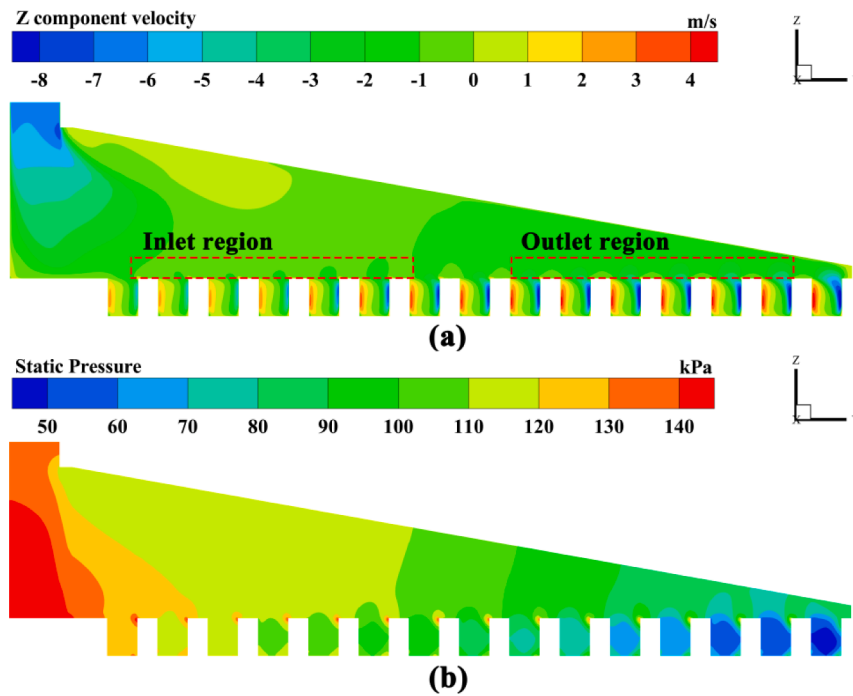 Z component velocity m/s
-8 -7 -6 -5 -4 -3 -2 -1 0 1 2 3 4
Z
X
Inlet region Outlet region
(a)
Static Pressure kPa
50 60 70 80 90 100 110 120 130 140
Z
X
(b)